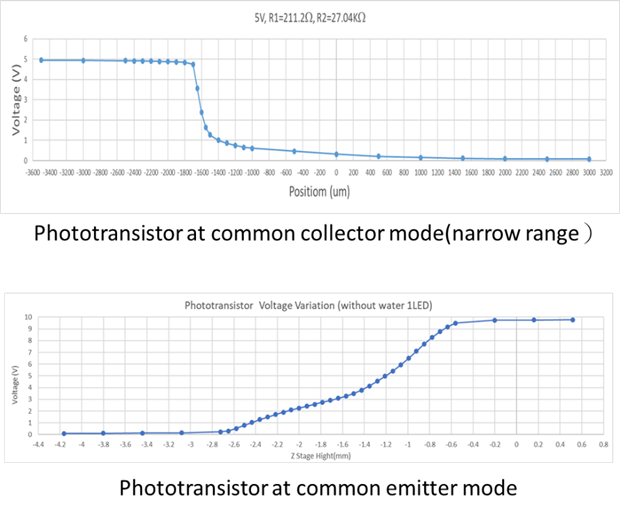 5V, R1=211.2Ω, R2=27.04KΩ
6
5
4
3
2
1
0
Voltage (V)
-3600 -3400 -3200 -3000 -2800 -2600 -2400 -2200 -2000 -1800 -1600 -1400 -1200 -1000 -800 -600 -400 -200 0 200 400 600 800 1000 1200 1400 1600 1800 2000 2200 2400 2600 2800 3000 3200
Positiom (um)
Phototransistor at common collector mode(narrow range）
Phototransistor Voltage Variation (without water 1LED)
10
9
8
7
6
5
4
3
2
1
0
Voltage (V)
-4.4 -4.2 -4 -3.8 -3.6 -3.4 -3.2 -3 -2.8 -2.6 -2.4 -2.2 -2 -1.8 -1.6 -1.4 -1.2 -1 -0.8 -0.6 -0.4 -0.2 0 0.2 0.4 0.6 0.8
Z Stage Hight(mm)
Phototransistor at common emitter mode